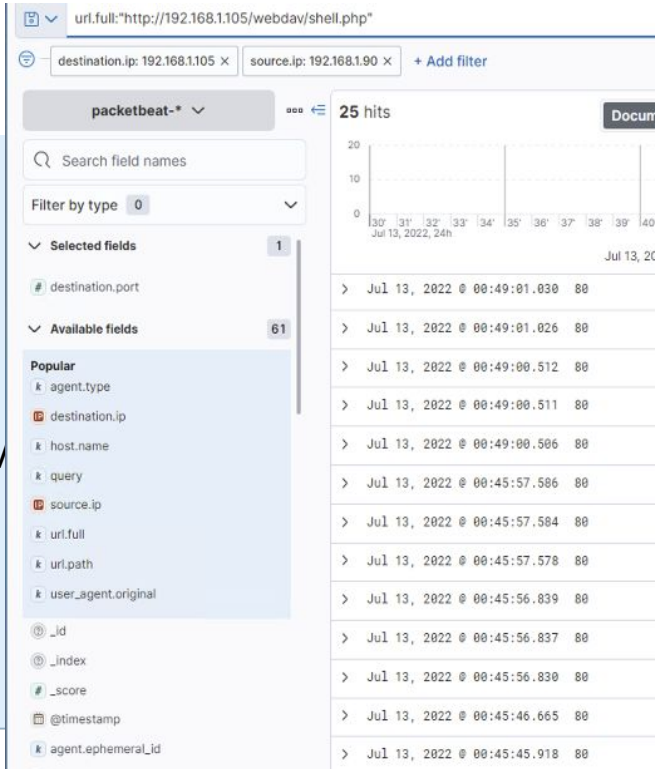 url.full:"http://192.168.1.105/webdav/shell.php"
destination.ip: 192.168.1.105 × source.ip: 192.168.1.90 × + Add filter
packetbeat-*
25 hits
Docum
Search field names
Filter by type 0
Selected fields 1
destination.port
Available fields 61
Popular
agent.type
destination.ip
host.name
query
source.ip
url.full
url.path
user_agent.original
_id
_index
_score
@timestamp
agent.ephemeral_id
20
10
0
30' 31' 32' 33' 34' 35' 36' 37' 38' 39' 40
Jul 13, 2022, 24h
Jul 13, 20
> Jul 13, 2022 @ 00:49:01.030 80
> Jul 13, 2022 @ 00:49:01.026 80
> Jul 13, 2022 @ 00:49:00.512 80
> Jul 13, 2022 @ 00:49:00.511 80
> Jul 13, 2022 @ 00:49:00.506 80
> Jul 13, 2022 @ 00:45:57.586 80
> Jul 13, 2022 @ 00:45:57.584 80
> Jul 13, 2022 @ 00:45:57.578 80
> Jul 13, 2022 @ 00:45:56.839 80
> Jul 13, 2022 @ 00:45:56.837 80
> Jul 13, 2022 @ 00:45:56.830 80
> Jul 13, 2022 @ 00:45:46.665 80
> Jul 13, 2022 @ 00:45:45.918 80